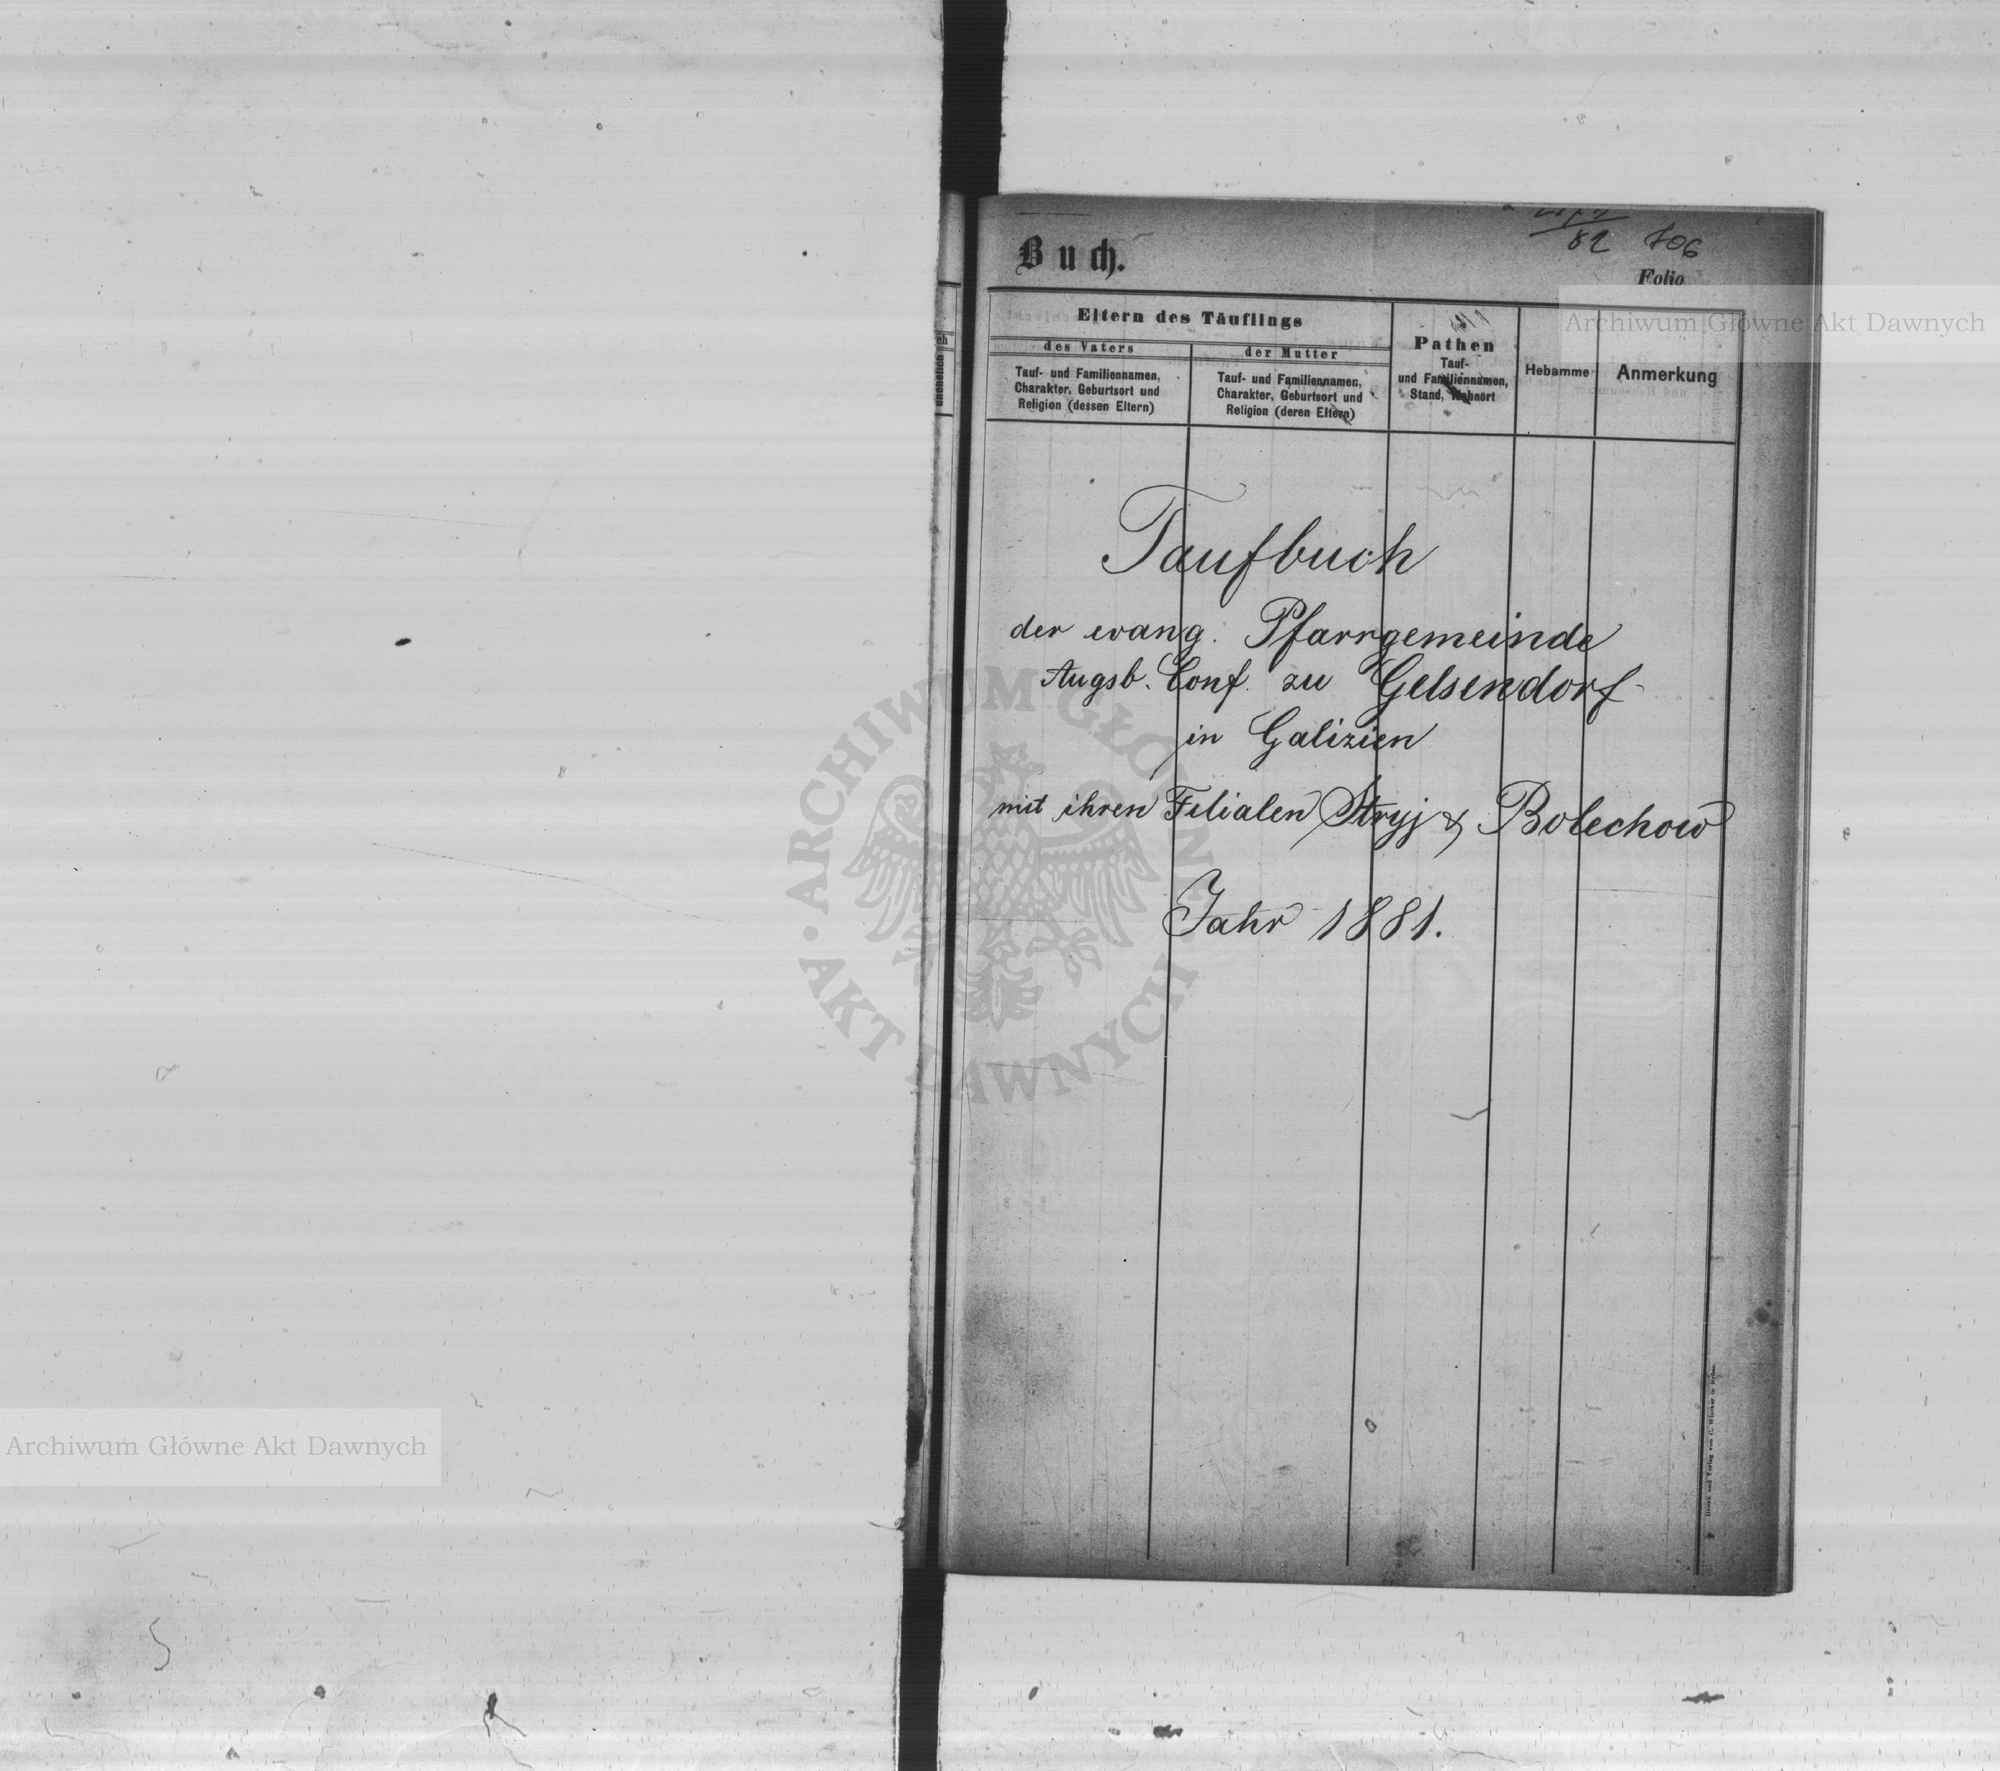 Buch.
82 706
Folio
Eltern des Täuflings
des Vaters
der Mutter
Tauf- und Familiennamen,
Charakter, Geburtsort und
Religion (dessen Eltern)
Tauf- und Familiennamen,
Charakter, Geburtsort und
Religion (deren Eltern)
Pathen
Tauf-
und Familiennamen,
Stand, Wohnort
Hebamme
Anmerkung
unehelich
Taufbuch
der evang. Pfarrgemeinde
Augsb. Conf. zu Gelsendorf
in Galizien
mit ihren Filialen Stryj & Bolechow
Jahr 1881.
Archiwum Główne Akt Dawnych
ARCHIWUM GŁÓWNE AKT DAWNYCH
Archiwum Główne Akt Dawnych